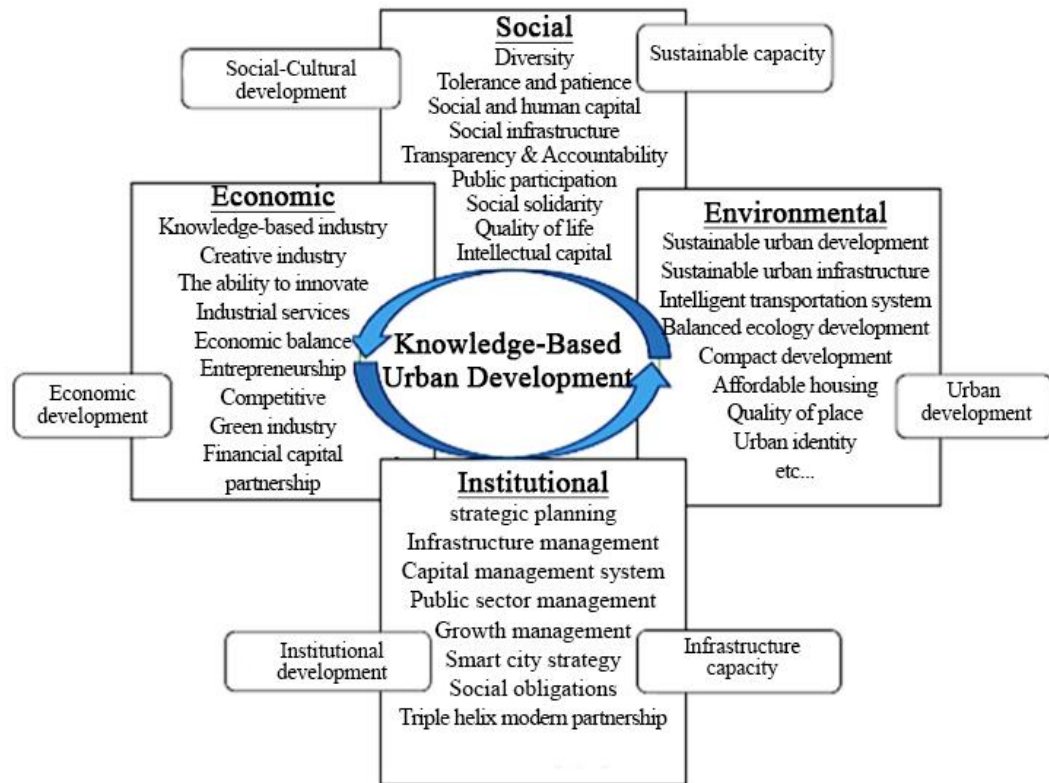 Social
Diversity
Tolerance and patience
Social and human capital
Social infrastructure
Transparency & Accountability
Public participation
Social solidarity
Quality of life
Intellectual capital
Social-Cultural
development
Sustainable capacity
Economic
Knowledge-based industry
Creative industry
The ability to innovate
Industrial services
Economic balance
Entrepreneurship
Competitive
Green industry
Financial capital
partnership
Economic
development
Knowledge-Based
Urban Development
Environmental
Sustainable urban development
Sustainable urban infrastructure
Intelligent transportation system
Balanced ecology development
Compact development
Affordable housing
Quality of place
Urban identity
etc...
Urban
development
Institutional
strategic planning
Infrastructure management
Capital management system
Public sector management
Growth management
Smart city strategy
Social obligations
Triple helix modern partnership
Institutional
development
Infrastructure
capacity